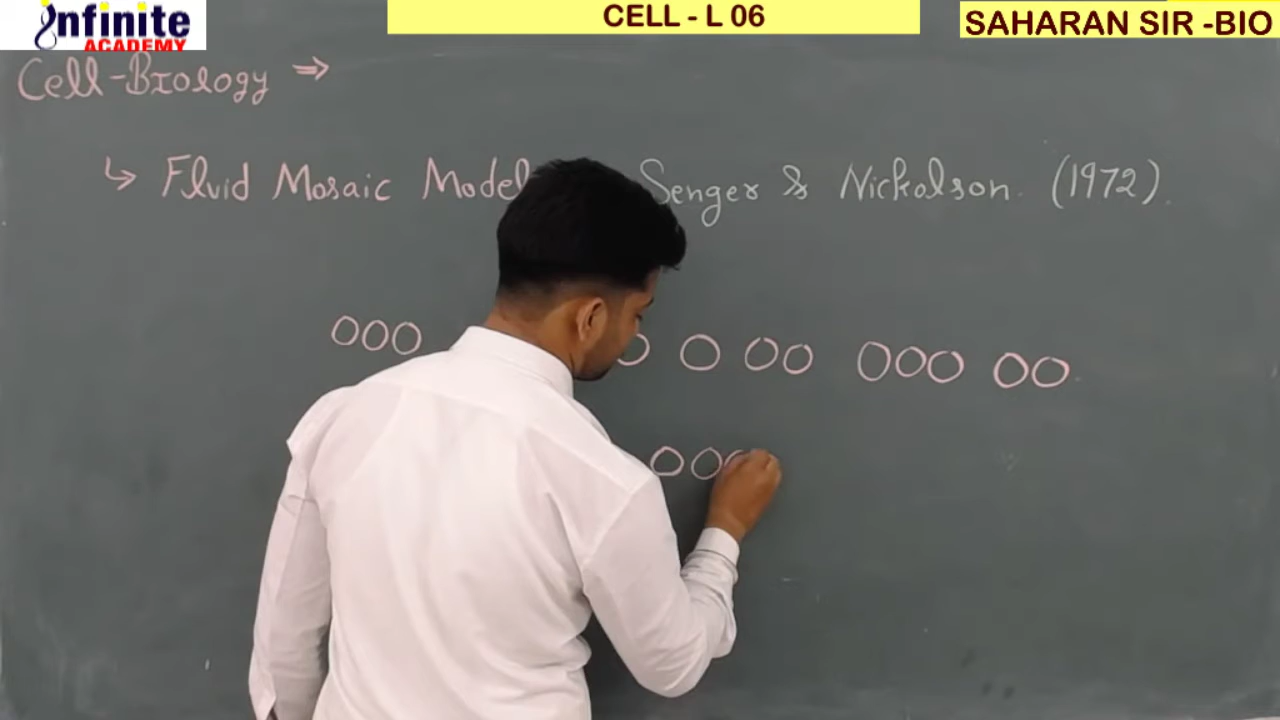 infinite
ACADEMY
CELL - L 06
SAHARAN SIR -BIO
Cell-Biology ⇒
↳ Fluid Mosaic Model Senger & Nickolson. (1972).